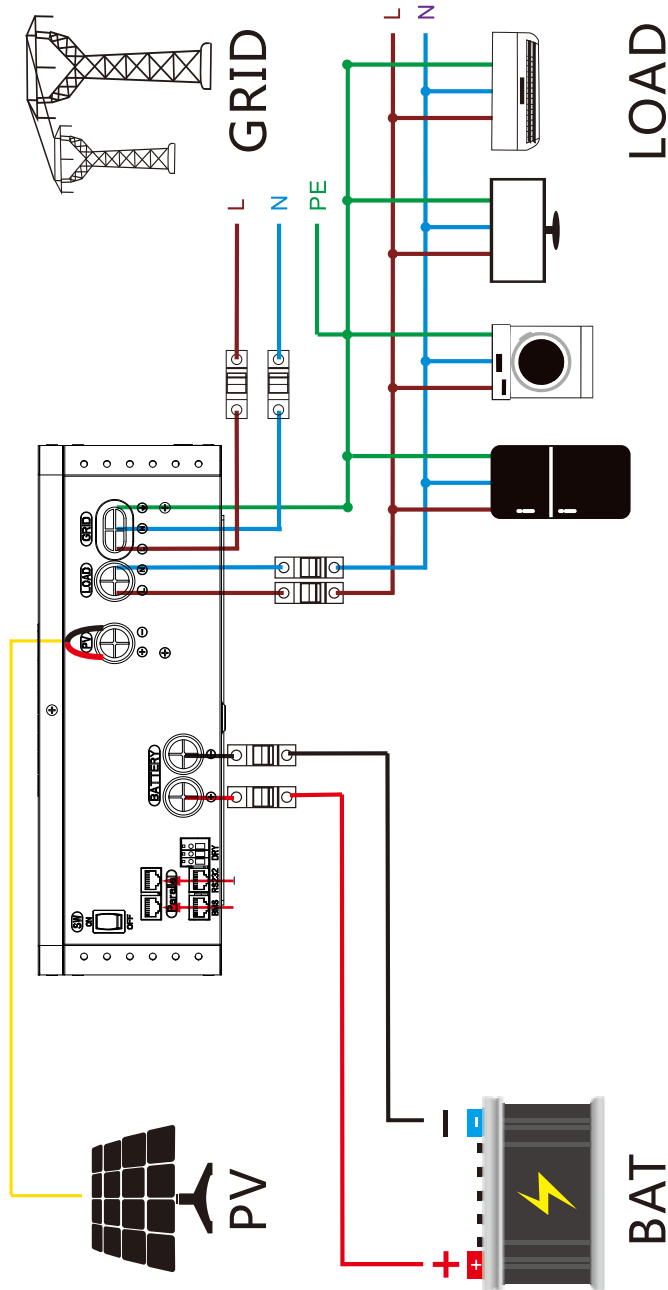 PV
BAT
GRID
LOAD
L
N
PE
L
N
SW
ON
OFF
Parallel
BMS
RS232
DRY
BATTERY
+
-
PV
+
-
LOAD
L
N
GRID
L
N
+
-
+
-